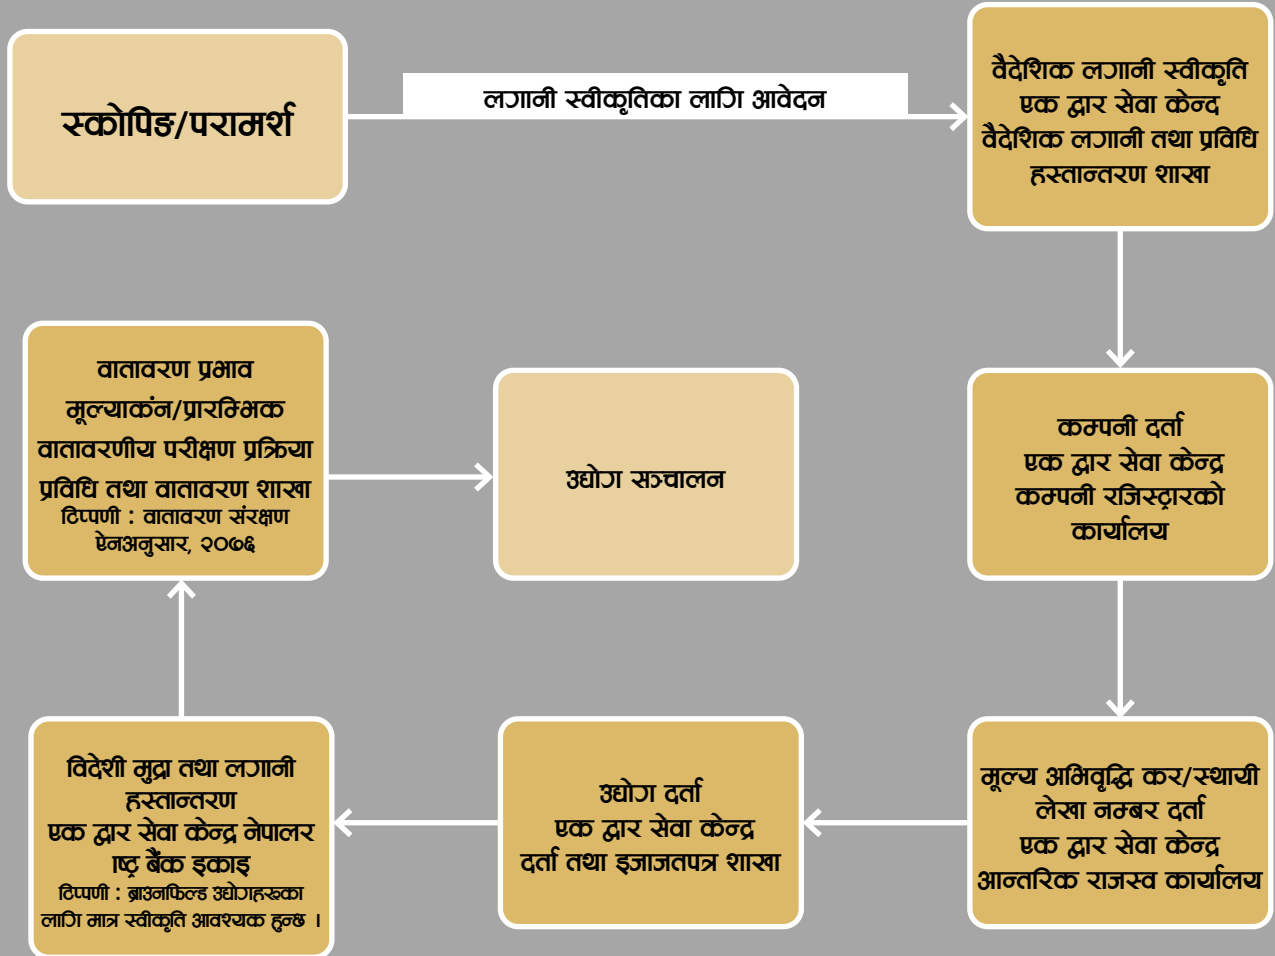 स्कोपिङ/परामर्श
लगानी स्वीकृतिका लागि आवेदन
वैदेशिक लगानी स्वीकृति
एक द्वार सेवा केन्द
वैदेशिक लगानी तथा प्रविधि
हस्तान्तरण शाखा
कम्पनी दर्ता
एक द्वार सेवा केन्द्र
कम्पनी रजिस्ट्रारको
कार्यालय
मूल्य अभिवृद्धि कर/स्थायी
लेखा नम्बर दर्ता
एक द्वार सेवा केन्द्र
आन्तरिक राजस्व कार्यालय
उद्योग दर्ता
एक द्वार सेवा केन्द्र
दर्ता तथा इजाजतपत्र शाखा
विदेशी मुद्रा तथा लगानी
हस्तान्तरण
एक द्वार सेवा केन्द्र नेपालर
ाष्ट्र बैंक इकाइ
टिप्पणी : ब्राउनफिल्ड उद्योगहरुका
लागि मात्र स्वीकृति आवश्यक हुन्छ ।
वातावरण प्रभाव
मूल्याकंन/प्रारम्भिक
वातावरणीय परीक्षण प्रक्रिया
प्रविधि तथा वातावरण शाखा
टिप्पणी : वातावरण संरक्षण
ऐनअनुसार, २०७६
उद्योग सञ्चालन